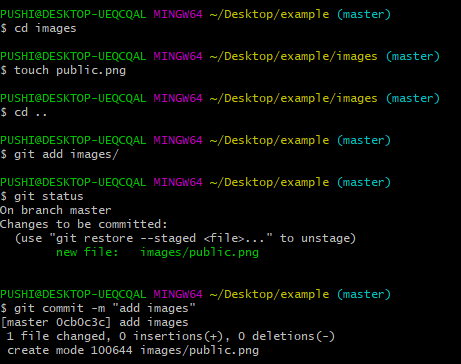 PUSHI@DESKTOP-UEQCQAL MINGW64 ~/Desktop/example (master)
$ cd images
PUSHI@DESKTOP-UEQCQAL MINGW64 ~/Desktop/example/images (master)
$ touch public.png
PUSHI@DESKTOP-UEQCQAL MINGW64 ~/Desktop/example/images (master)
$ cd ..
PUSHI@DESKTOP-UEQCQAL MINGW64 ~/Desktop/example (master)
$ git add images/
PUSHI@DESKTOP-UEQCQAL MINGW64 ~/Desktop/example (master)
$ git status
On branch master
Changes to be committed:
  (use "git restore --staged <file>..." to unstage)
        new file:   images/public.png
PUSHI@DESKTOP-UEQCQAL MINGW64 ~/Desktop/example (master)
$ git commit -m "add images"
[master 0cb0c3c] add images
 1 file changed, 0 insertions(+), 0 deletions(-)
 create mode 100644 images/public.png